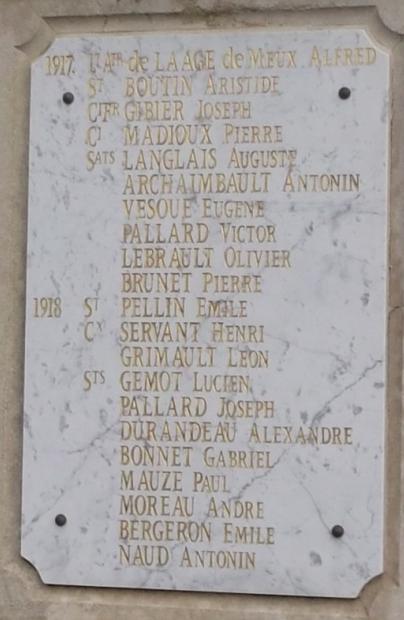 1917. Lt Ater de LAAGE de MEUX ALFRED
St BOUTIN ARISTIDE
CFR GIBIER JOSEPH
Cl MADIOUX PIERRE
SATS LANGLAIS AUGUSTE
ARCHAIMBAULT ANTONIN
VESQUE EUGENE
PALLARD VICTOR
LEBRAULT OLIVIER
BRUNET PIERRE
1918 St PELLIN EMILE
Cx SERVANT HENRI
GRIMAULT LEON
STS GEMOT LUCIEN
PALLARD JOSEPH
DURANDEAU ALEXANDRE
BONNET GABRIEL
MAUZE PAUL
MOREAU ANDRE
BERGERON EMILE
NAUD ANTONIN